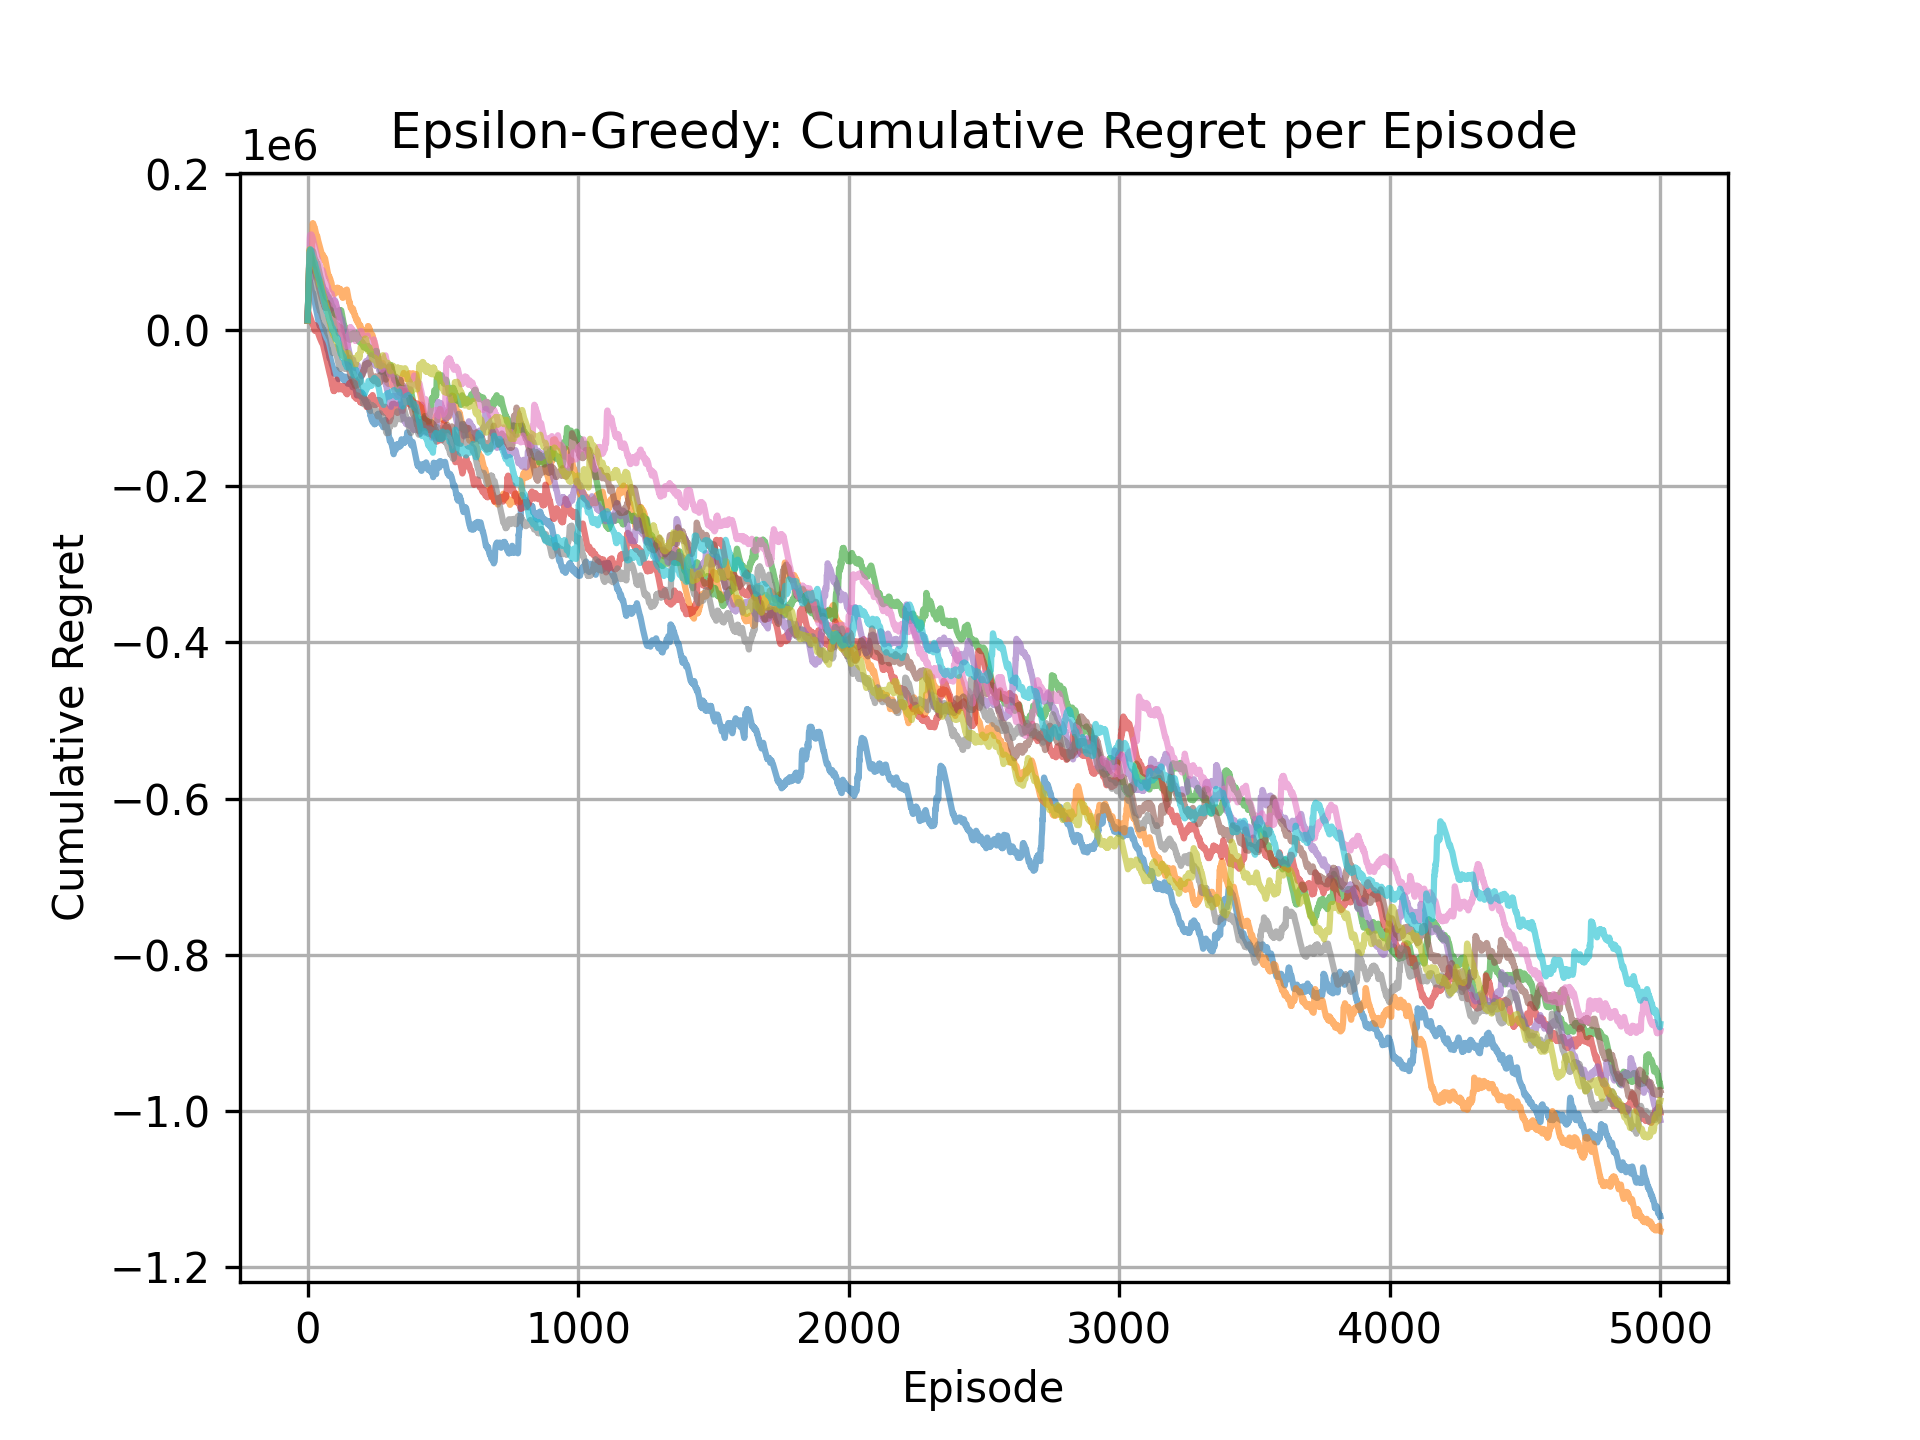 Epsilon-Greedy: Cumulative Regret per Episode
1e6
0.2
0.0
−0.2
−0.4
−0.6
−0.8
−1.0
−1.2
Cumulative Regret
0 1000 2000 3000 4000 5000
Episode